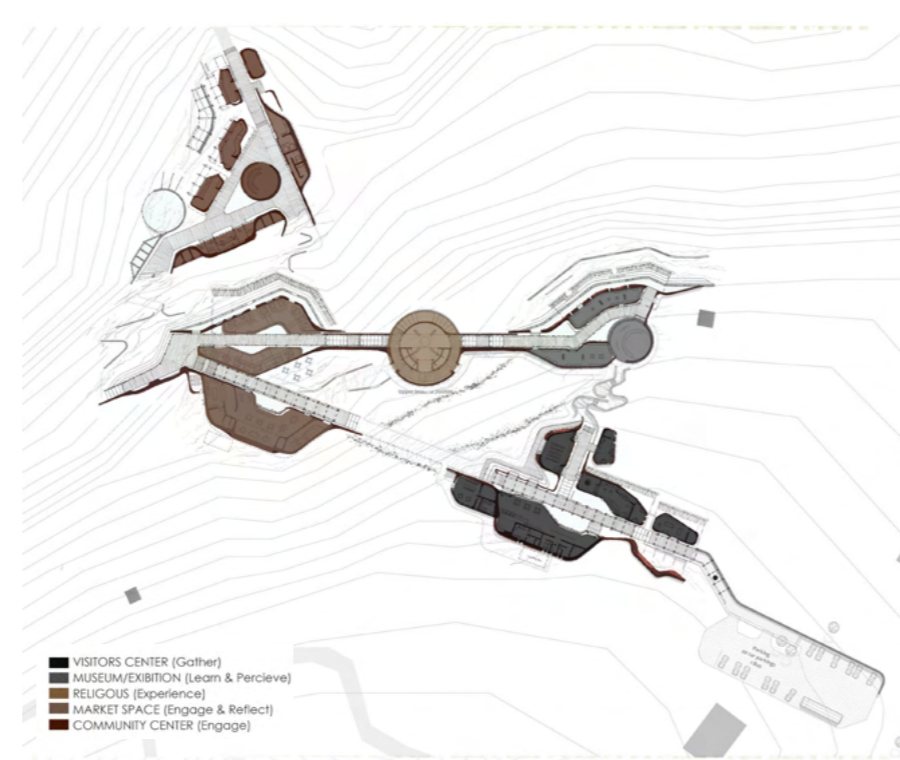 VISITORS CENTER (Gather)
MUSEUM/EXIBITION (Learn & Percieve)
RELIGOUS (Experience)
MARKET SPACE (Engage & Reflect)
COMMUNITY CENTER (Engage)